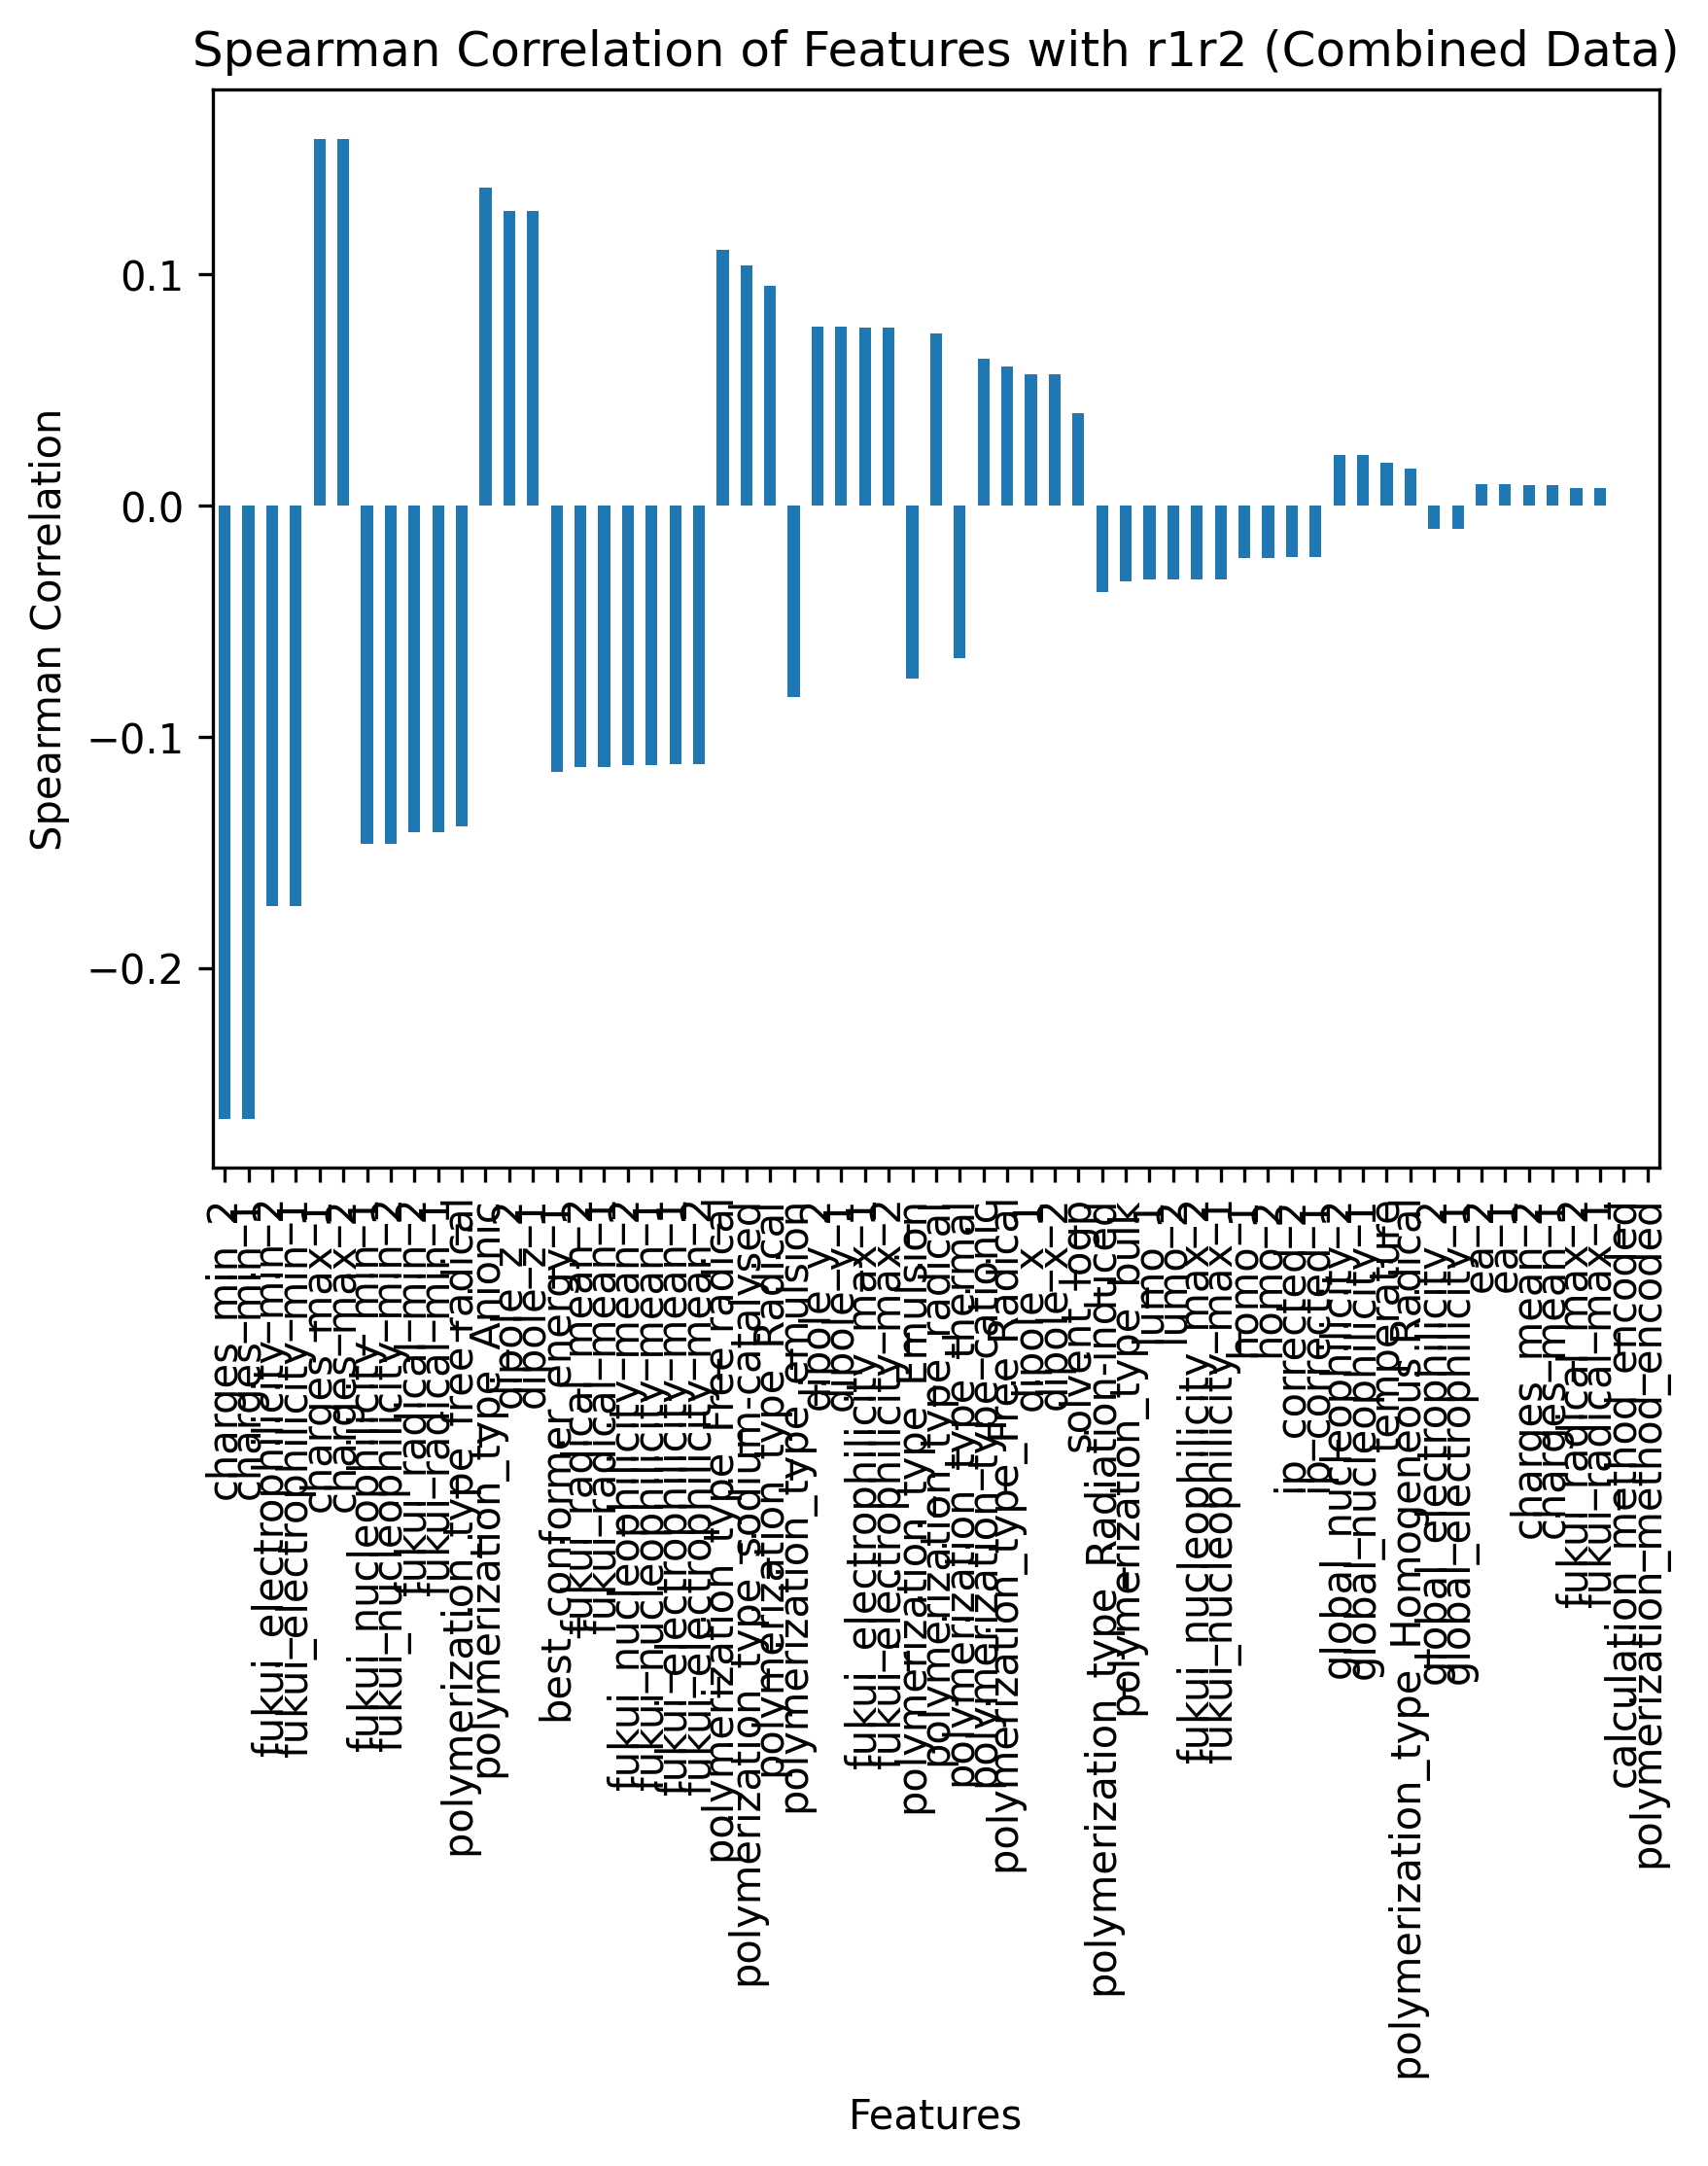 Spearman Correlation of Features with r1r2 (Combined Data)
Spearman Correlation
0.1
0.0
−0.1
−0.2
charges_min_2
charges_min_1
fukui_electrophilicity_min_2
fukui_electrophilicity_min_1
charges_max_1
charges_max_2
fukui_nucleophilicity_min_1
fukui_nucleophilicity_min_2
fukui_radical_min_2
fukui_radical_min_1
polymerization_type_free radical
polymerization_type_Anionic
dipole_z_2
dipole_z_1
best_conformer_energy_1
fukui_radical_mean_2
fukui_radical_mean_1
fukui_nucleophilicity_mean_2
fukui_nucleophilicity_mean_1
fukui_electrophilicity_mean_1
fukui_electrophilicity_mean_2
polymerization_type_Free radical
polymerization_type_sodium-catalysed
polymerization_type_Radical
polymerization_type_emulsion
dipole_y_2
dipole_y_1
fukui_electrophilicity_max_1
fukui_electrophilicity_max_2
polymerization_type_Emulsion
polymerization_type_radical
polymerization_type_thermal
polymerization_type_cationic
polymerization_type_Free Radical
dipole_x_1
dipole_x_2
solvent_logp
polymerization_type_Radiation-induced
polymerization_type_bulk
lumo_1
lumo_2
fukui_nucleophilicity_max_2
fukui_nucleophilicity_max_1
homo_1
homo_2
ip_corrected_2
ip_corrected_1
global_nucleophilicity_2
global_nucleophilicity_1
temperature
polymerization_type_Homogeneous Radical
global_electrophilicity_2
global_electrophilicity_1
ea_2
ea_1
charges_mean_2
charges_mean_1
fukui_radical_max_2
fukui_radical_max_1
calculation_method_encoded
polymerization_method_encoded
Features